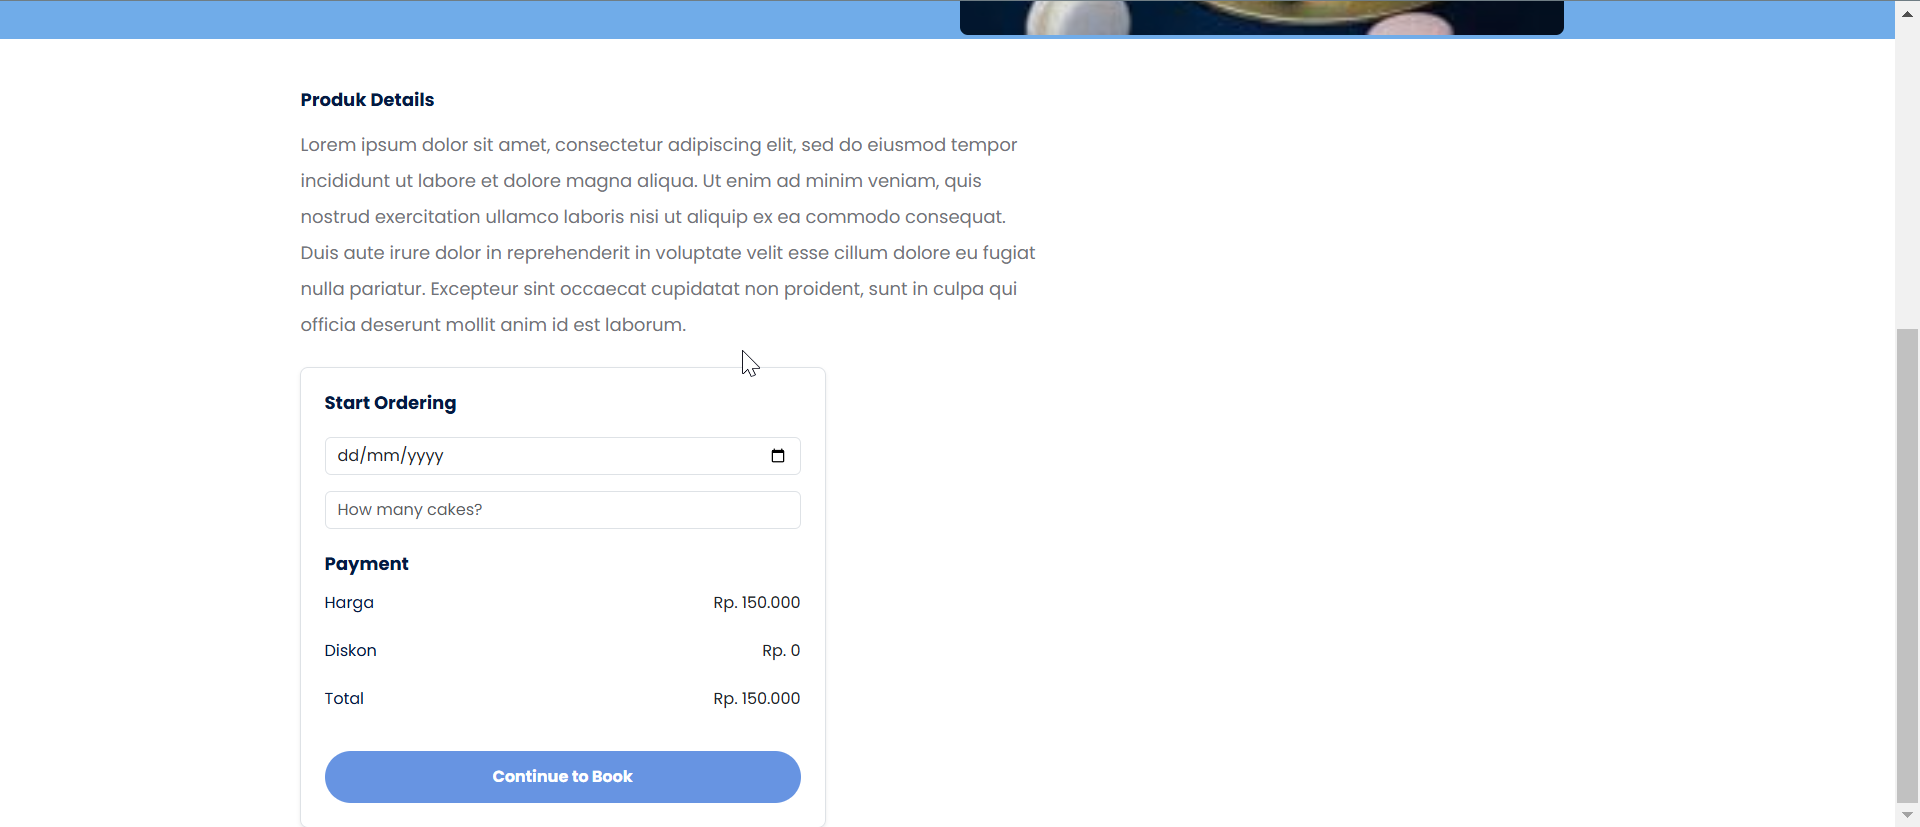 Produk Details
Lorem ipsum dolor sit amet, consectetur adipiscing elit, sed do eiusmod tempor
incididunt ut labore et dolore magna aliqua. Ut enim ad minim veniam, quis
nostrud exercitation ullamco laboris nisi ut aliquip ex ea commodo consequat.
Duis aute irure dolor in reprehenderit in voluptate velit esse cillum dolore eu fugiat
nulla pariatur. Excepteur sint occaecat cupidatat non proident, sunt in culpa qui
officia deserunt mollit anim id est laborum.
Start Ordering
dd/mm/yyyy
How many cakes?
Payment
Harga Rp. 150.000
Diskon Rp. 0
Total Rp. 150.000
Continue to Book